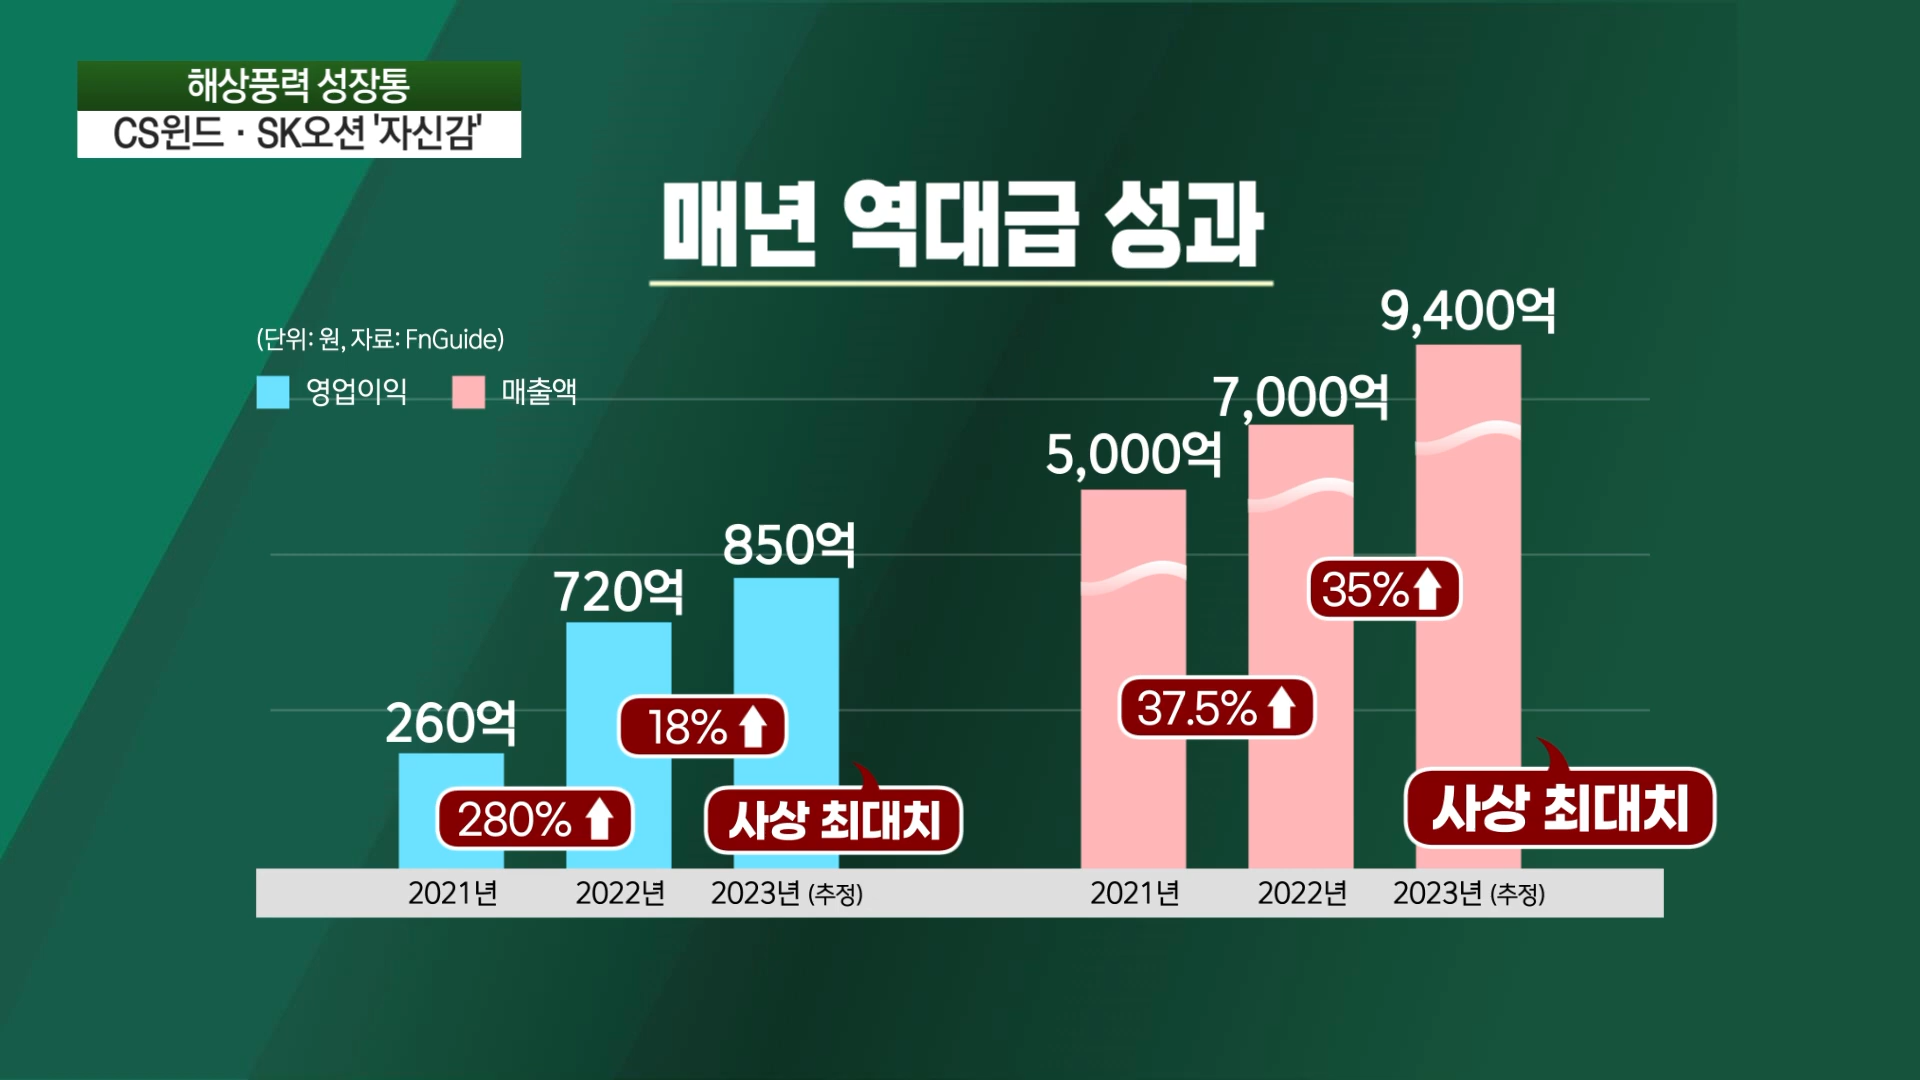 해상풍력 성장통
CS윈드 · SK오션 '자신감'
매년 역대급 성과
(단위: 원, 자료: FnGuide)
영업이익 매출액
260억
720억
850억
5,000억
7,000억
9,400억
280%
18%
사상 최대치
37.5%
35%
사상 최대치
2021년 2022년 2023년 (추정) 2021년 2022년 2023년 (추정)